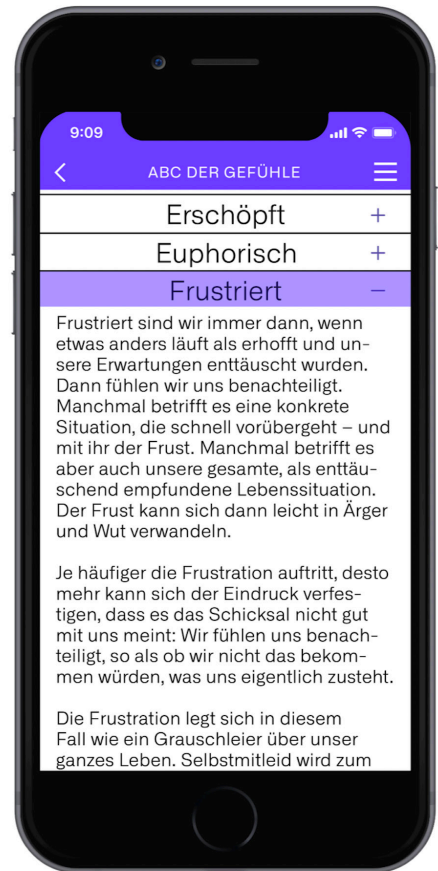 9:09
ABC DER GEFÜHLE
Erschöpft +
Euphorisch +
Frustriert –
Frustriert sind wir immer dann, wenn
etwas anders läuft als erhofft und un-
sere Erwartungen enttäuscht wurden.
Dann fühlen wir uns benachteiligt.
Manchmal betrifft es eine konkrete
Situation, die schnell vorübergeht – und
mit ihr der Frust. Manchmal betrifft es
aber auch unsere gesamte, als enttäu-
schend empfundene Lebenssituation.
Der Frust kann sich dann leicht in Ärger
und Wut verwandeln.
Je häufiger die Frustration auftritt, desto
mehr kann sich der Eindruck verfes-
tigen, dass es das Schicksal nicht gut
mit uns meint: Wir fühlen uns benach-
teiligt, so als ob wir nicht das bekom-
men würden, was uns eigentlich zusteht.
Die Frustration legt sich in diesem
Fall wie ein Grauschleier über unser
ganzes Leben. Selbstmitleid wird zum